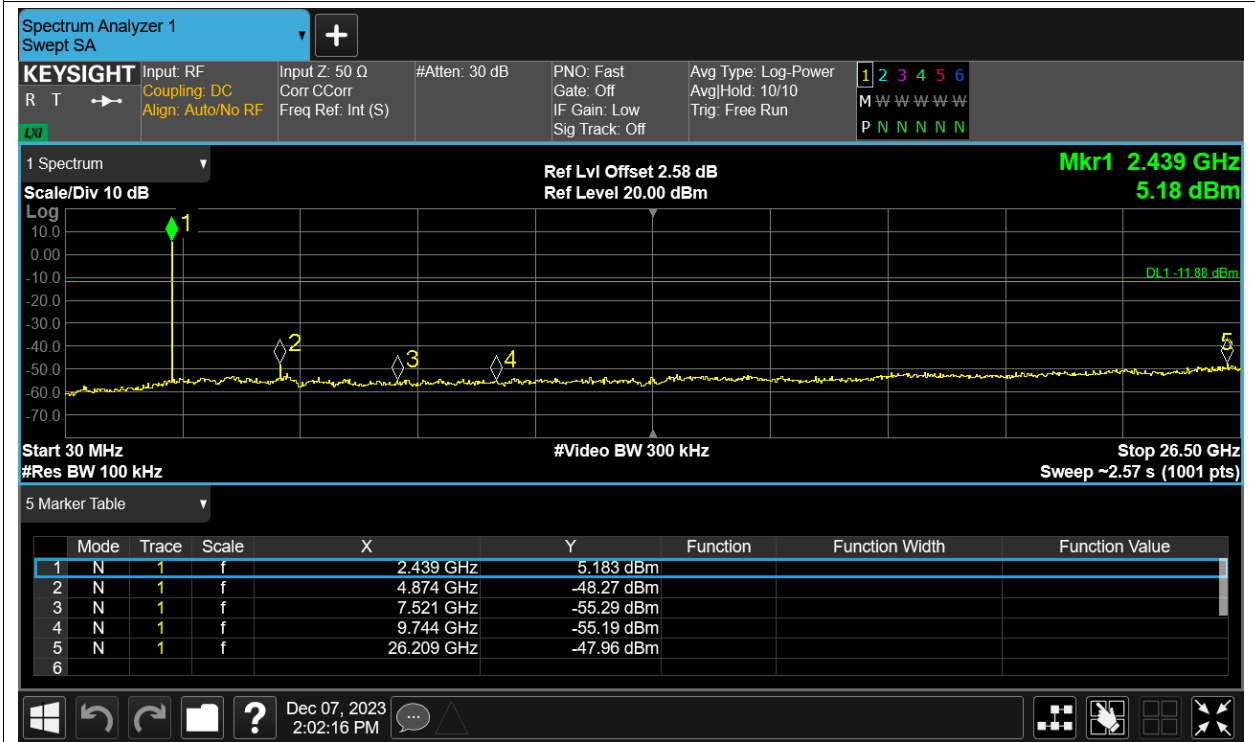 Spectrum Analyzer 1
Swept SA
+
KEYSIGHT
R T
LXI
Input: RF
Coupling: DC
Align: Auto/No RF
Input Z: 50 Ω
Corr CCorr
Freq Ref: Int (S)
#Atten: 30 dB
PNO: Fast
Gate: Off
IF Gain: Low
Sig Track: Off
Avg Type: Log-Power
Avg|Hold: 10/10
Trig: Free Run
1 2 3 4 5 6
M W W W W W
P N N N N N
1 Spectrum
Scale/Div 10 dB
Ref Lvl Offset 2.58 dB
Ref Level 20.00 dBm
Mkr1 2.439 GHz
5.18 dBm
Log
10.0
0.00
-10.0
-20.0
-30.0
-40.0
-50.0
-60.0
-70.0
1
2
3
4
5
DL1 -11.88 dBm
Start 30 MHz
#Res BW 100 kHz
#Video BW 300 kHz
Stop 26.50 GHz
Sweep ~2.57 s (1001 pts)
5 Marker Table
Mode Trace Scale X Y Function Function Width Function Value
1 N 1 f 2.439 GHz 5.183 dBm
2 N 1 f 4.874 GHz -48.27 dBm
3 N 1 f 7.521 GHz -55.29 dBm
4 N 1 f 9.744 GHz -55.19 dBm
5 N 1 f 26.209 GHz -47.96 dBm
6
?
Dec 07, 2023
2:02:16 PM